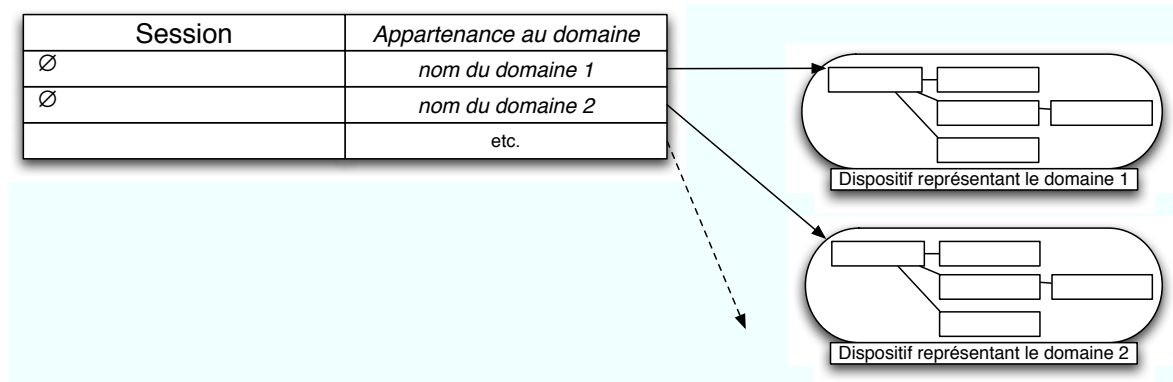 Session Appartenance au domaine
∅ nom du domaine 1
∅ nom du domaine 2
etc.
Dispositif représentant le domaine 1
Dispositif représentant le domaine 2